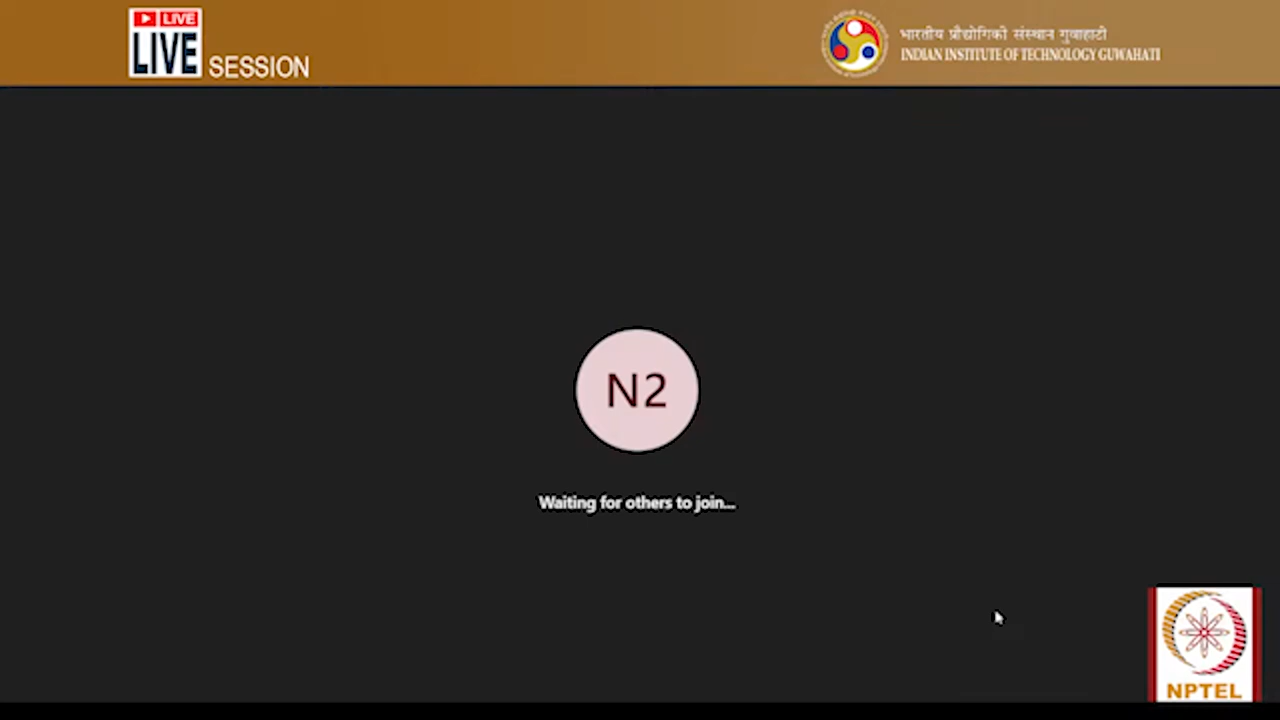 LIVE
LIVE SESSION
भारतीय प्रौद्योगिकी संस्थान गुवाहाटी
INDIAN INSTITUTE OF TECHNOLOGY GUWAHATI
N2
Waiting for others to join...
NPTEL